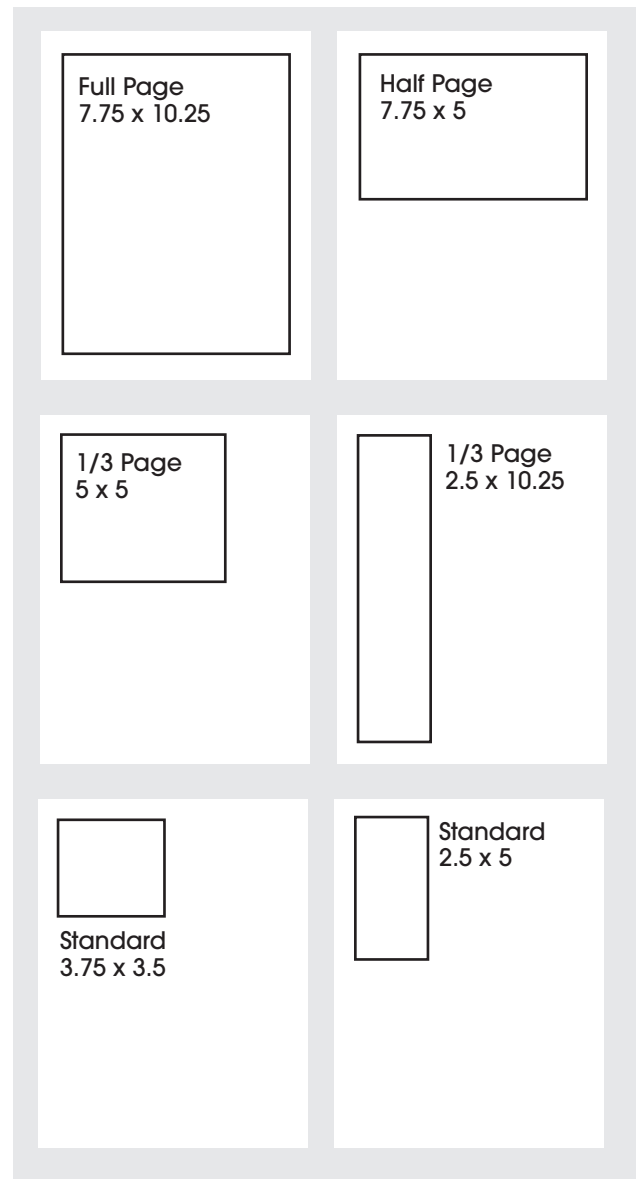 Full Page
7.75 x 10.25
Half Page
7.75 x 5
1/3 Page
5 x 5
1/3 Page
2.5 x 10.25
Standard
3.75 x 3.5
Standard
2.5 x 5